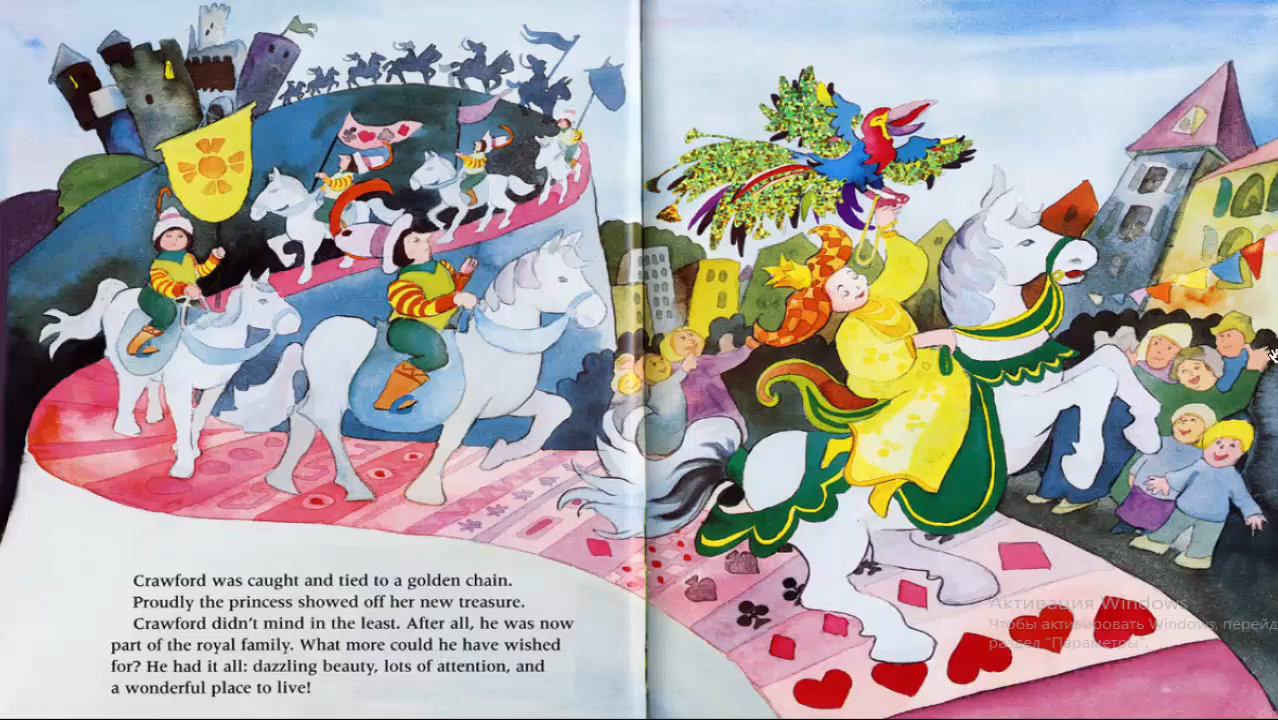 Crawford was caught and tied to a golden chain.
Proudly the princess showed off her new treasure.
Crawford didn't mind in the least. After all, he was now
part of the royal family. What more could he have wished
for? He had it all: dazzling beauty, lots of attention, and
a wonderful place to live!
Активация Windows
Чтобы активировать Windows, перейд
раздел "Параметры".